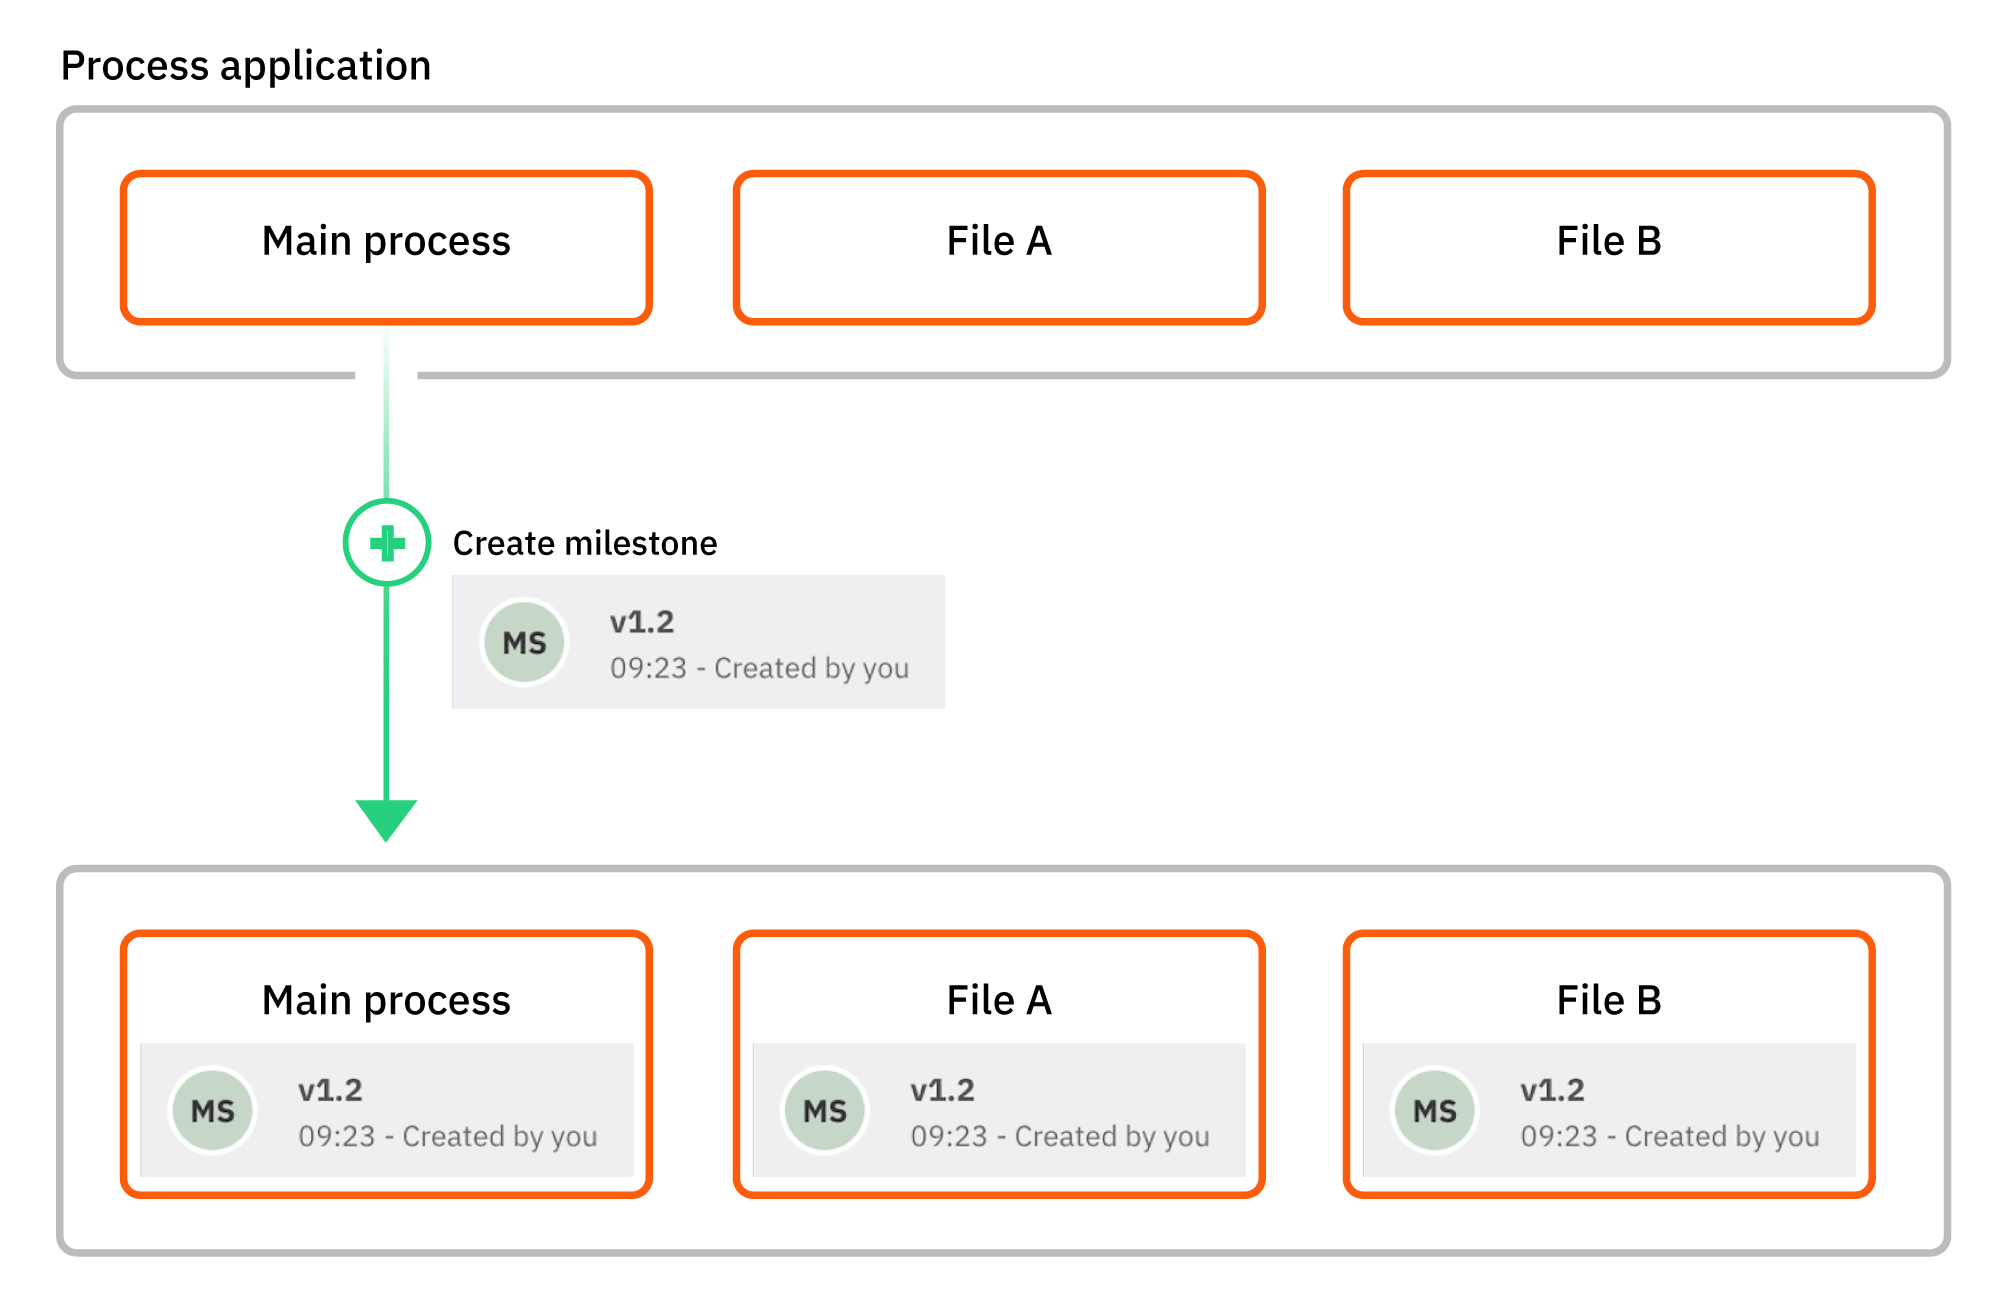 Process application
Main process
File A
File B
Create milestone
MS
v1.2
09:23 - Created by you
Main process
File A
File B
MS
v1.2
09:23 - Created by you
MS
v1.2
09:23 - Created by you
MS
v1.2
09:23 - Created by you